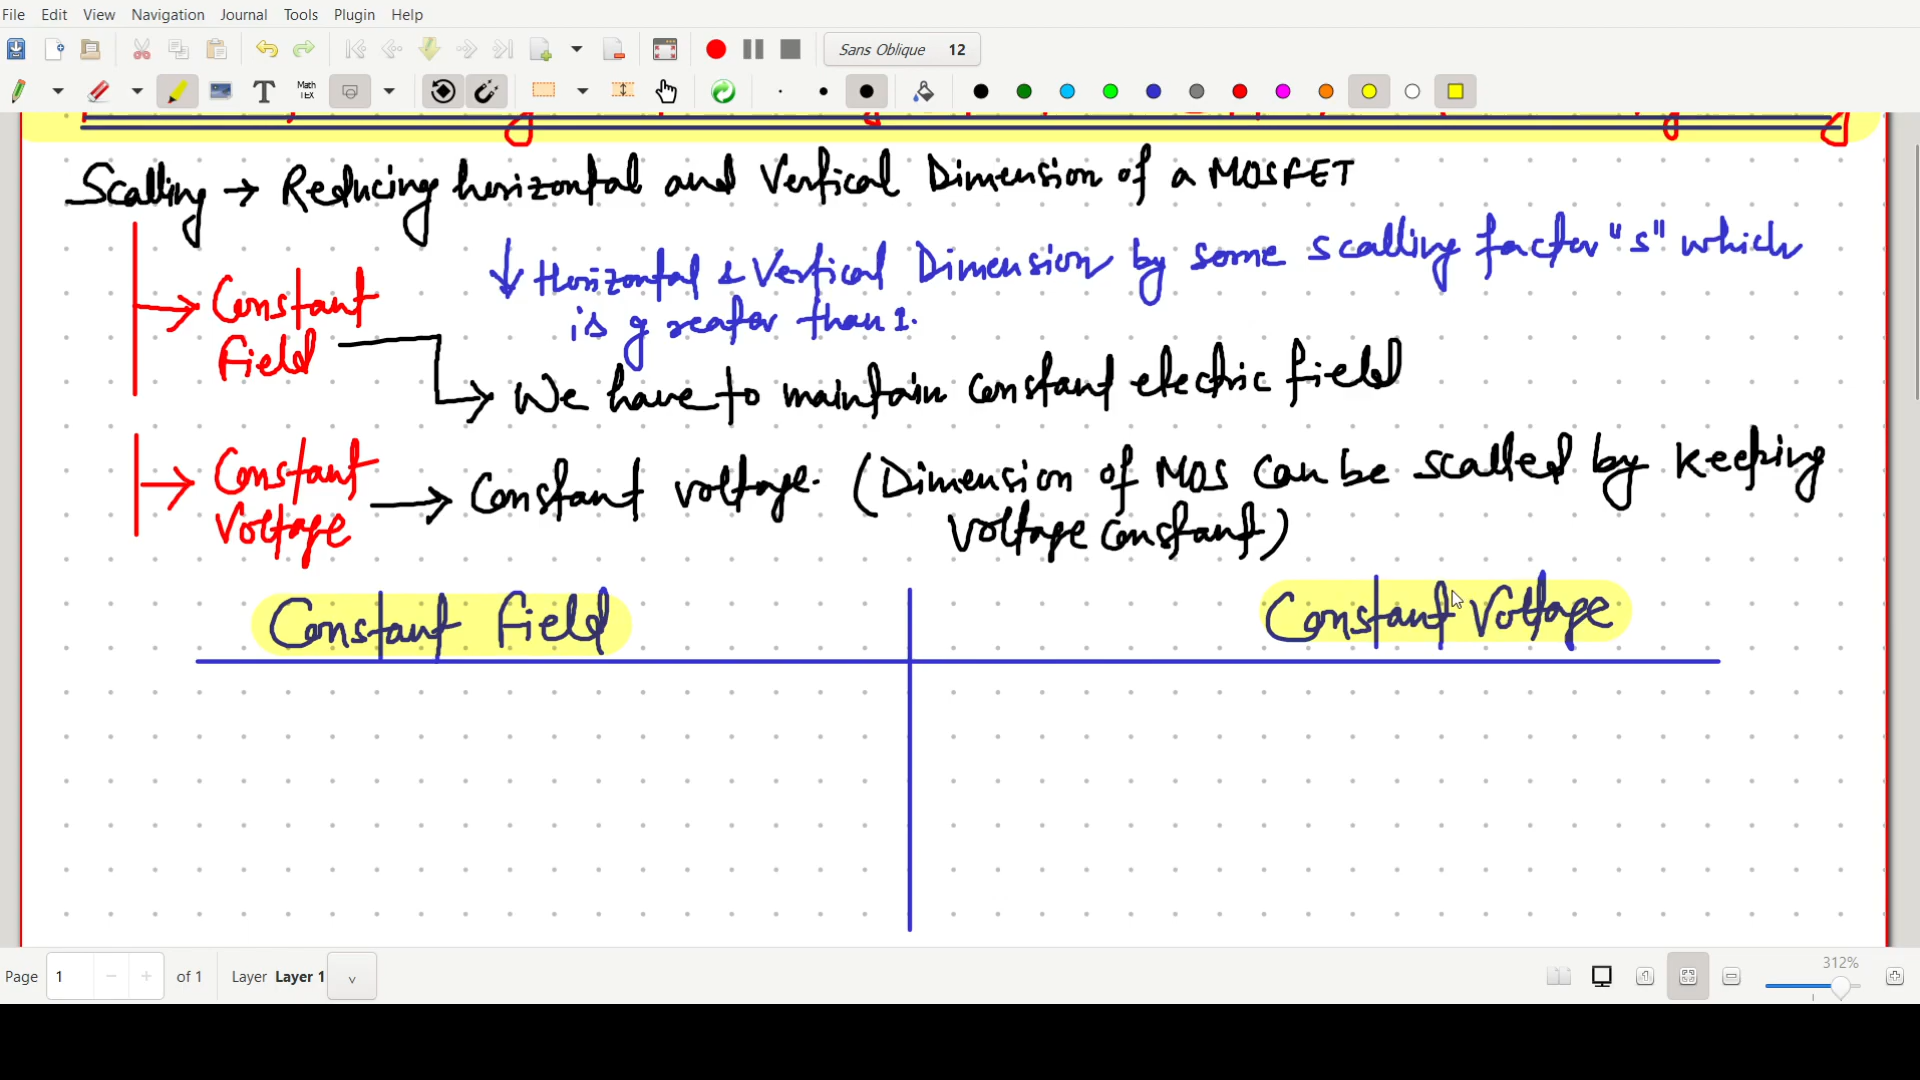 File Edit View Navigation Journal Tools Plugin Help
Sans Oblique 12
Math TEX
Scalling → Reducing horizontal and Vertical Dimension of a MOSFET
↓ Horizontal & Vertical Dimension by some scalling factor "s" which
is greater than 1.
→ Constant
Field
→ We have to maintain constant electric field
→ Constant
Voltage
→ Constant voltage. (Dimension of MOS Can be scalled by keeping
Voltage constant)
Constant Field
Constant Voltage
Page 1 of 1 Layer Layer 1
312%